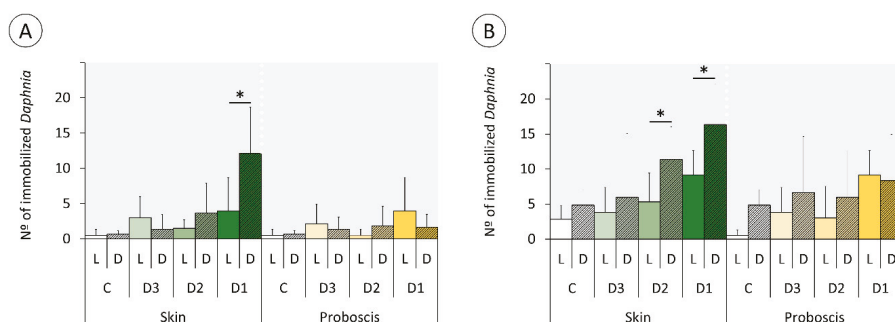 A
Nº of immobilized Daphnia
20
15
10
5
0
*
L D L D L D L D L D L D L D L D
C D3 D2 D1 C D3 D2 D1
Skin Proboscis
B
Nº of immobilized Daphnia
20
15
10
5
0
* *
L D L D L D L D L D L D L D L D
C D3 D2 D1 C D3 D2 D1
Skin Proboscis